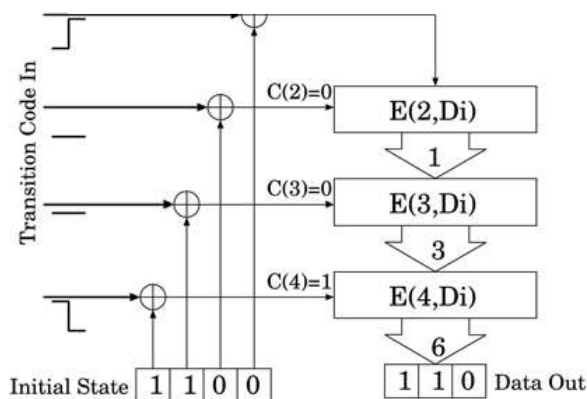 Transition Code In
C(2)=0
E(2,Di)
1
C(3)=0
E(3,Di)
3
C(4)=1
E(4,Di)
6
Initial State 1 1 0 0
1 1 0 Data Out